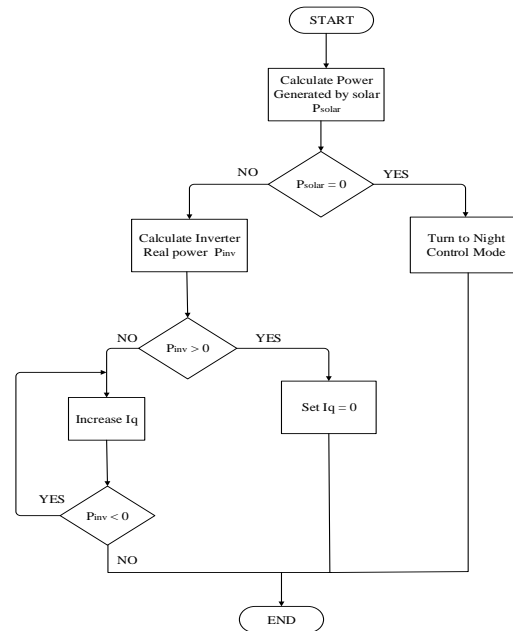 START
Calculate Power
Generated by solar
Psolar
NO
YES
Psolar = 0
Calculate Inverter
Real power Pinv
Turn to Night
Control Mode
NO
YES
Pinv > 0
Increase Iq
Set Iq = 0
YES
Pinv < 0
NO
END